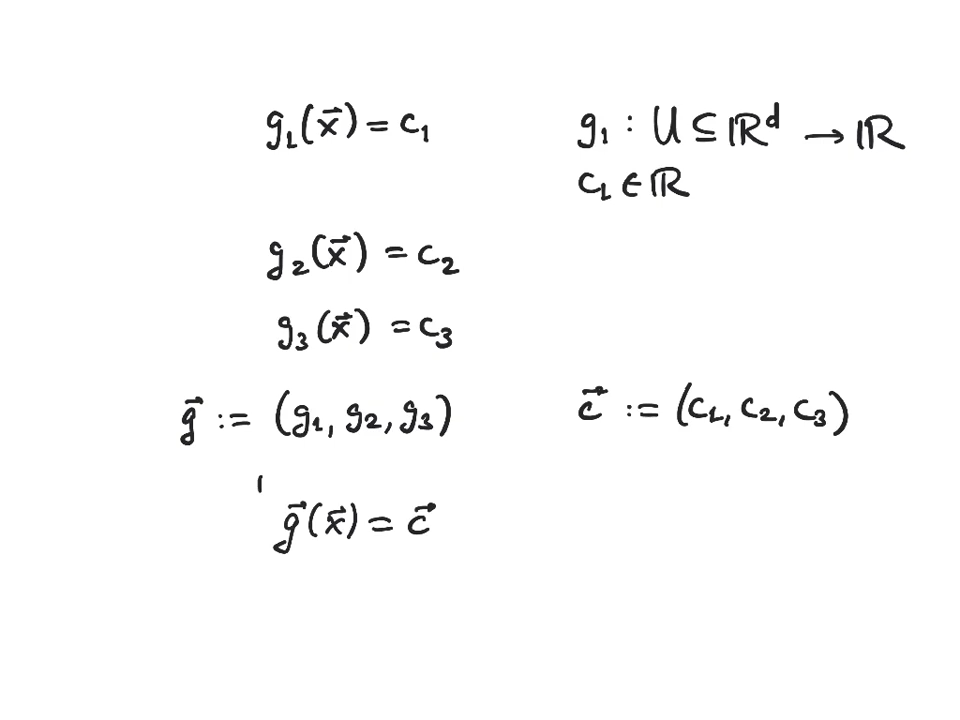 g₁(x⃗) = c₁    g₁ : U ⊆ ℝᵈ → ℝ
c₁ ∈ ℝ
g₂(x⃗) = c₂
g₃(x⃗) = c₃
g⃗ := (g₁, g₂, g₃)    c⃗ := (c₁, c₂, c₃)
g⃗(x⃗) = c⃗